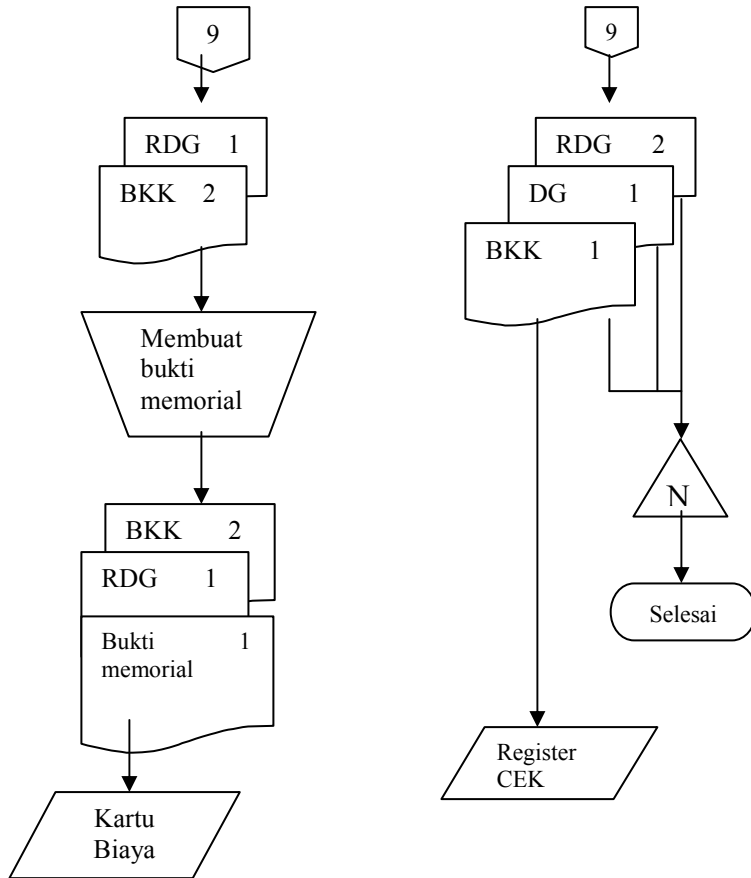 9
RDG 1
BKK 2
Membuat
bukti
memorial
BKK 2
RDG 1
Bukti 1
memorial
Kartu
Biaya
9
RDG 2
DG 1
BKK 1
N
Selesai
Register
CEK